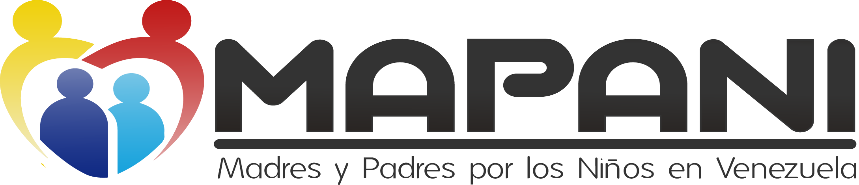 MAPANI
Madres y Padres por los Niños en Venezuela